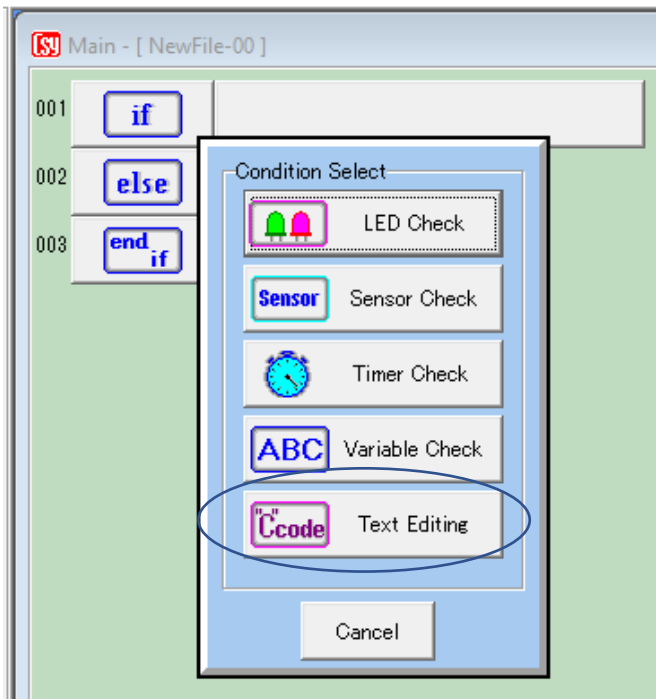 CSy Main - [ NewFile-00 ]
001 if
002 else
003 end if
Condition Select
LED Check
Sensor Sensor Check
Timer Check
ABC Variable Check
"C" code Text Editing
Cancel